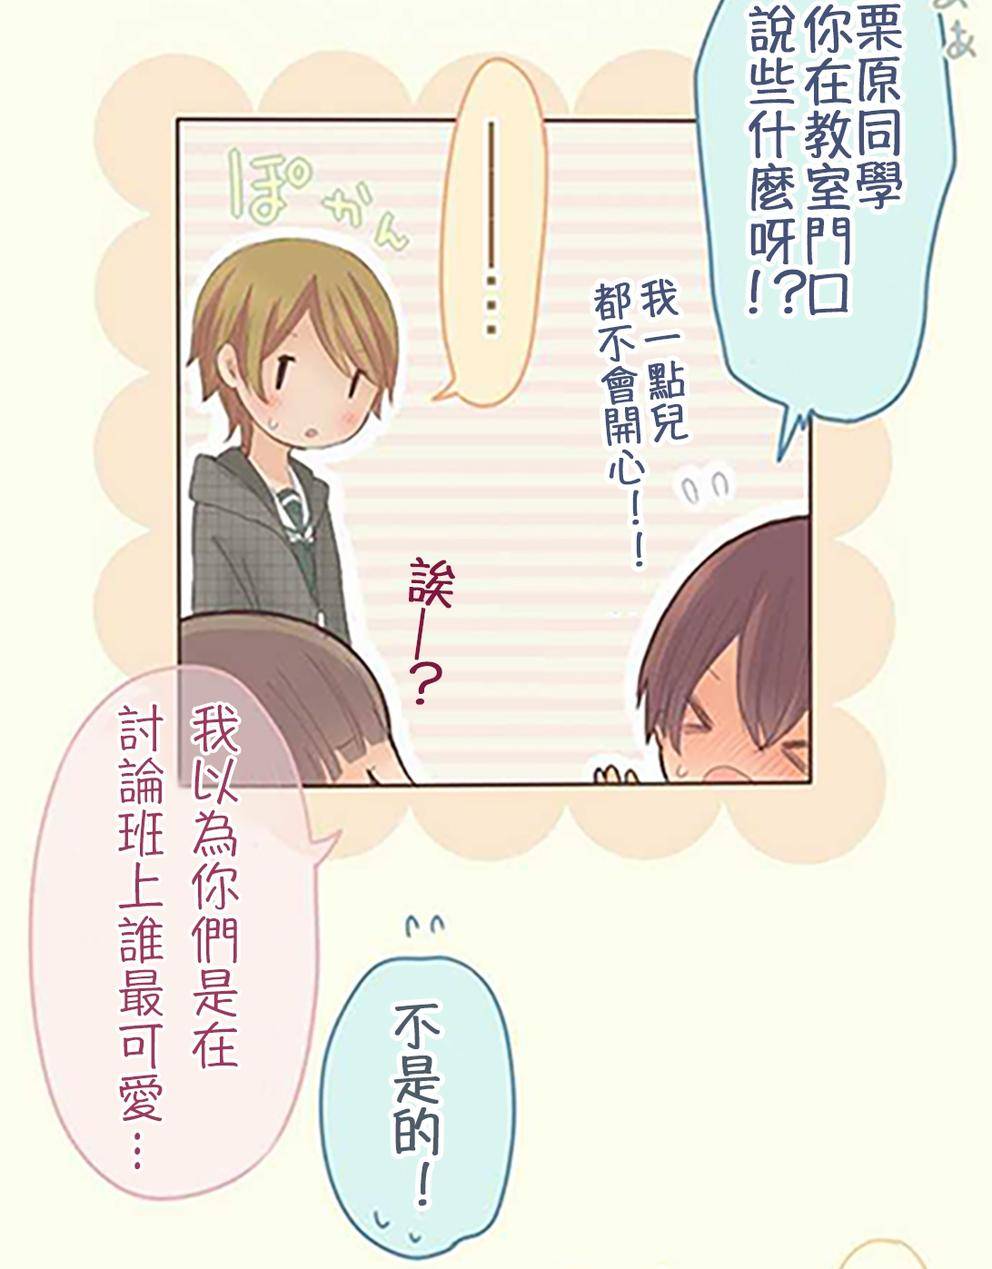 栗原同學
你在教室門口
說些什麼呀!?
ああ
………
ぽかん
我一點兒
都不會開心!!
誒—?
我以為你們是在
討論班上誰最可愛…
不是的!